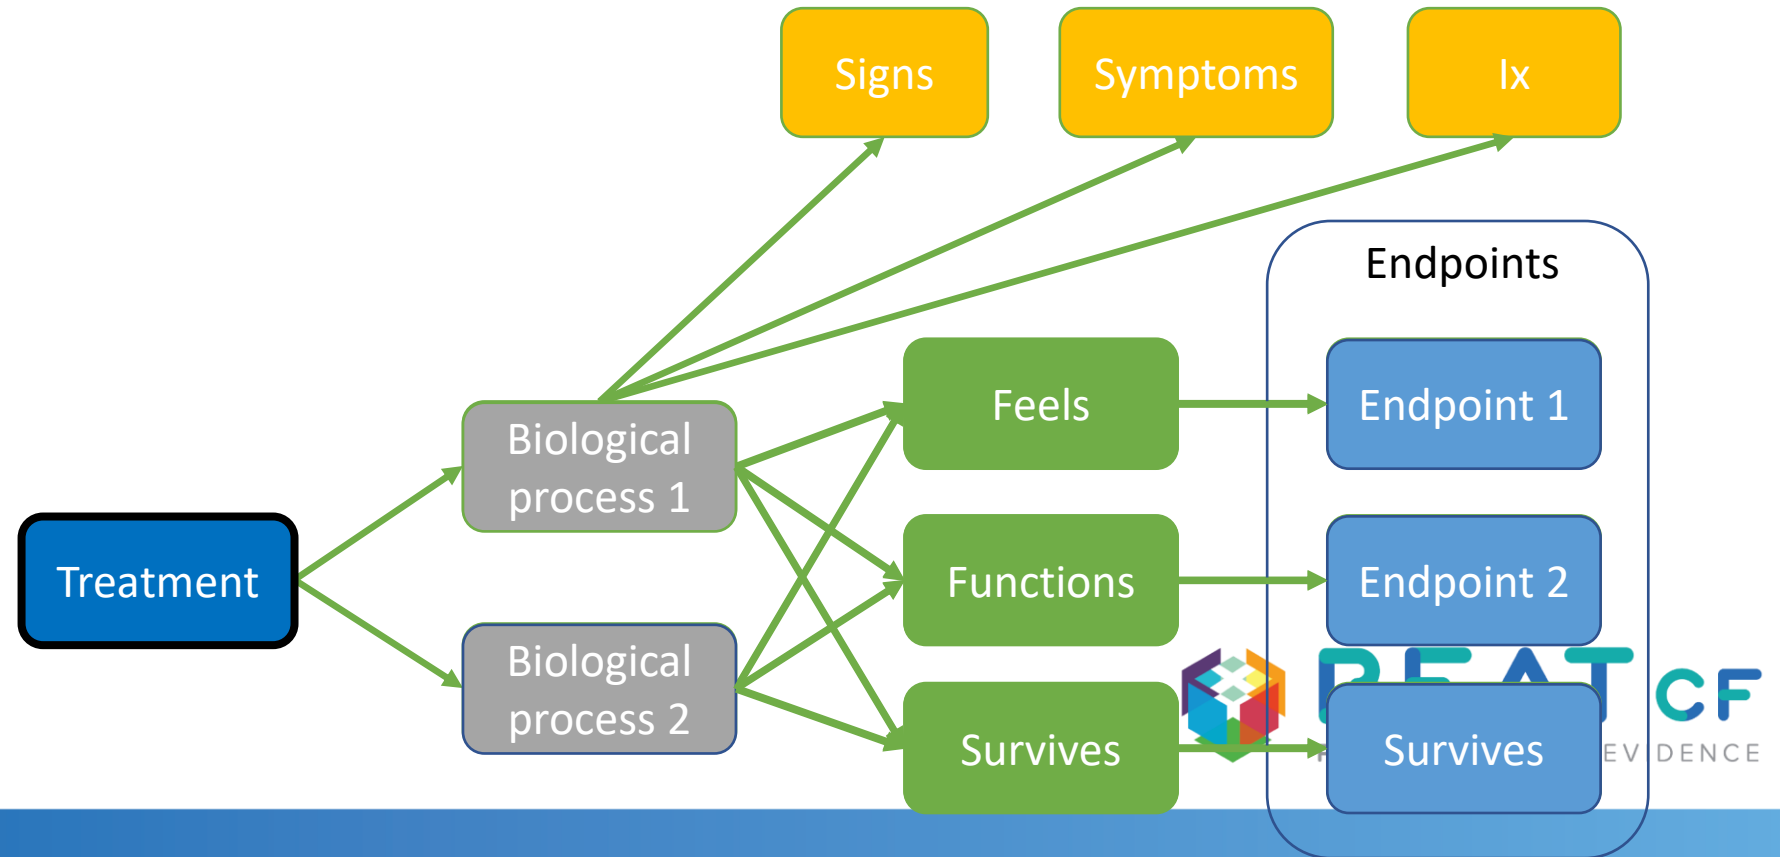 Signs
Symptoms
Ix
Endpoints
Feels
Endpoint 1
Biological
process 1
Treatment
Functions
Endpoint 2
Biological
process 2
CF
Survives
Survives
EVIDENCE